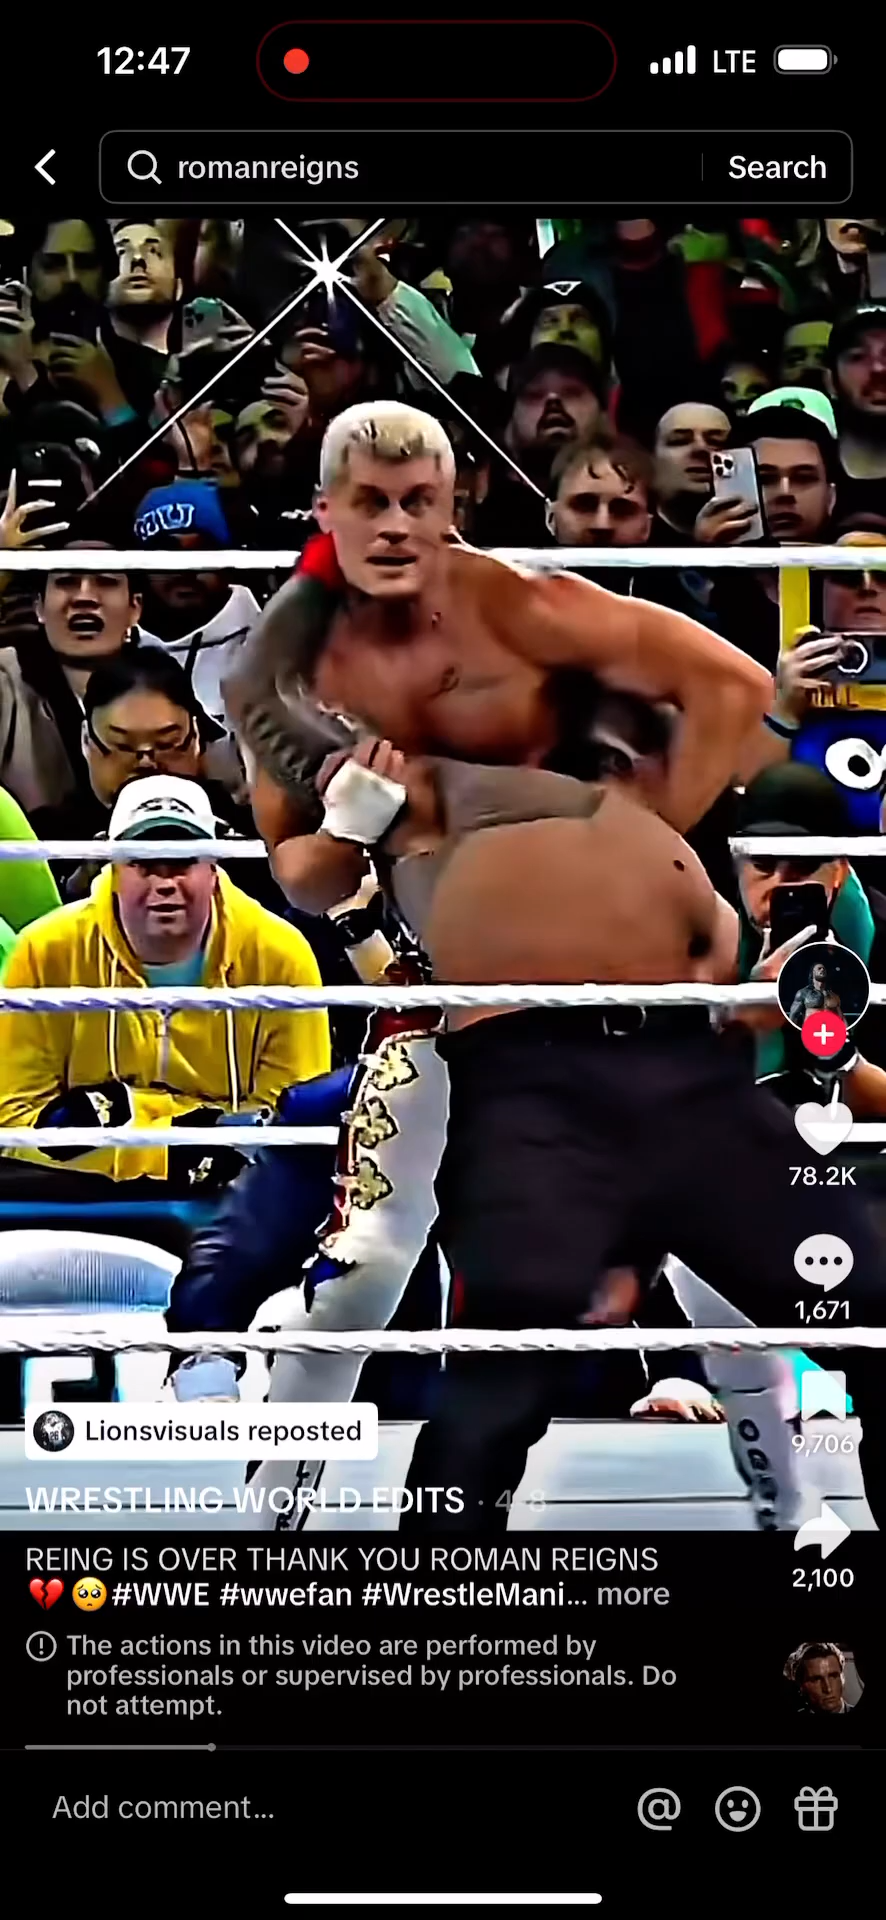 12:47
LTE
romanreigns
Search
78.2K
1,671
9,706
2,100
Lionsvisuals reposted
WRESTLING WORLD EDITS · 4-8
REING IS OVER THANK YOU ROMAN REIGNS
💔🥺#WWE #wwefan #WrestleMani... more
The actions in this video are performed by
professionals or supervised by professionals. Do
not attempt.
Add comment...